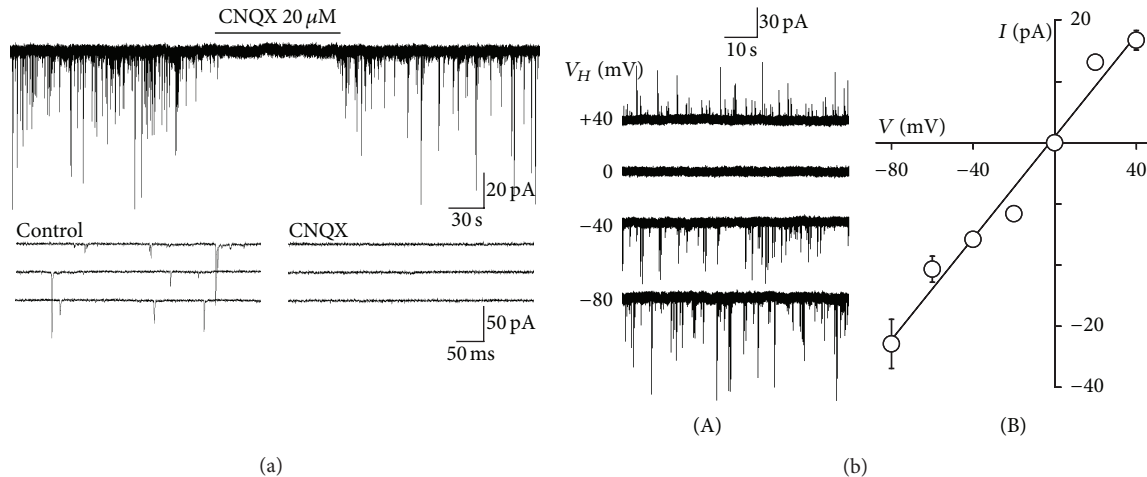 (a)
CNQX 20 μM
20 pA
30 s
Control
CNQX
50 pA
50 ms
(b)
30 pA
10 s
V_H (mV)
+40
0
−40
−80
(A)
I (pA)
20
V (mV)
−80
−40
40
−20
−40
(B)